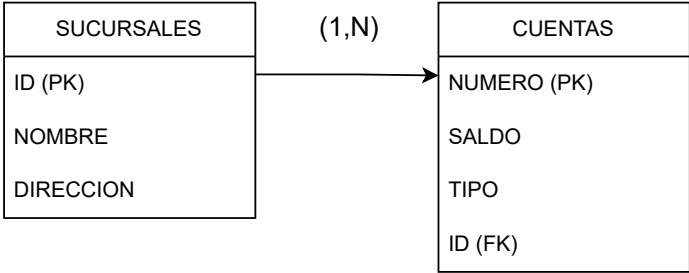 SUCURSALES
ID (PK)
NOMBRE
DIRECCION
(1,N)
CUENTAS
NUMERO (PK)
SALDO
TIPO
ID (FK)